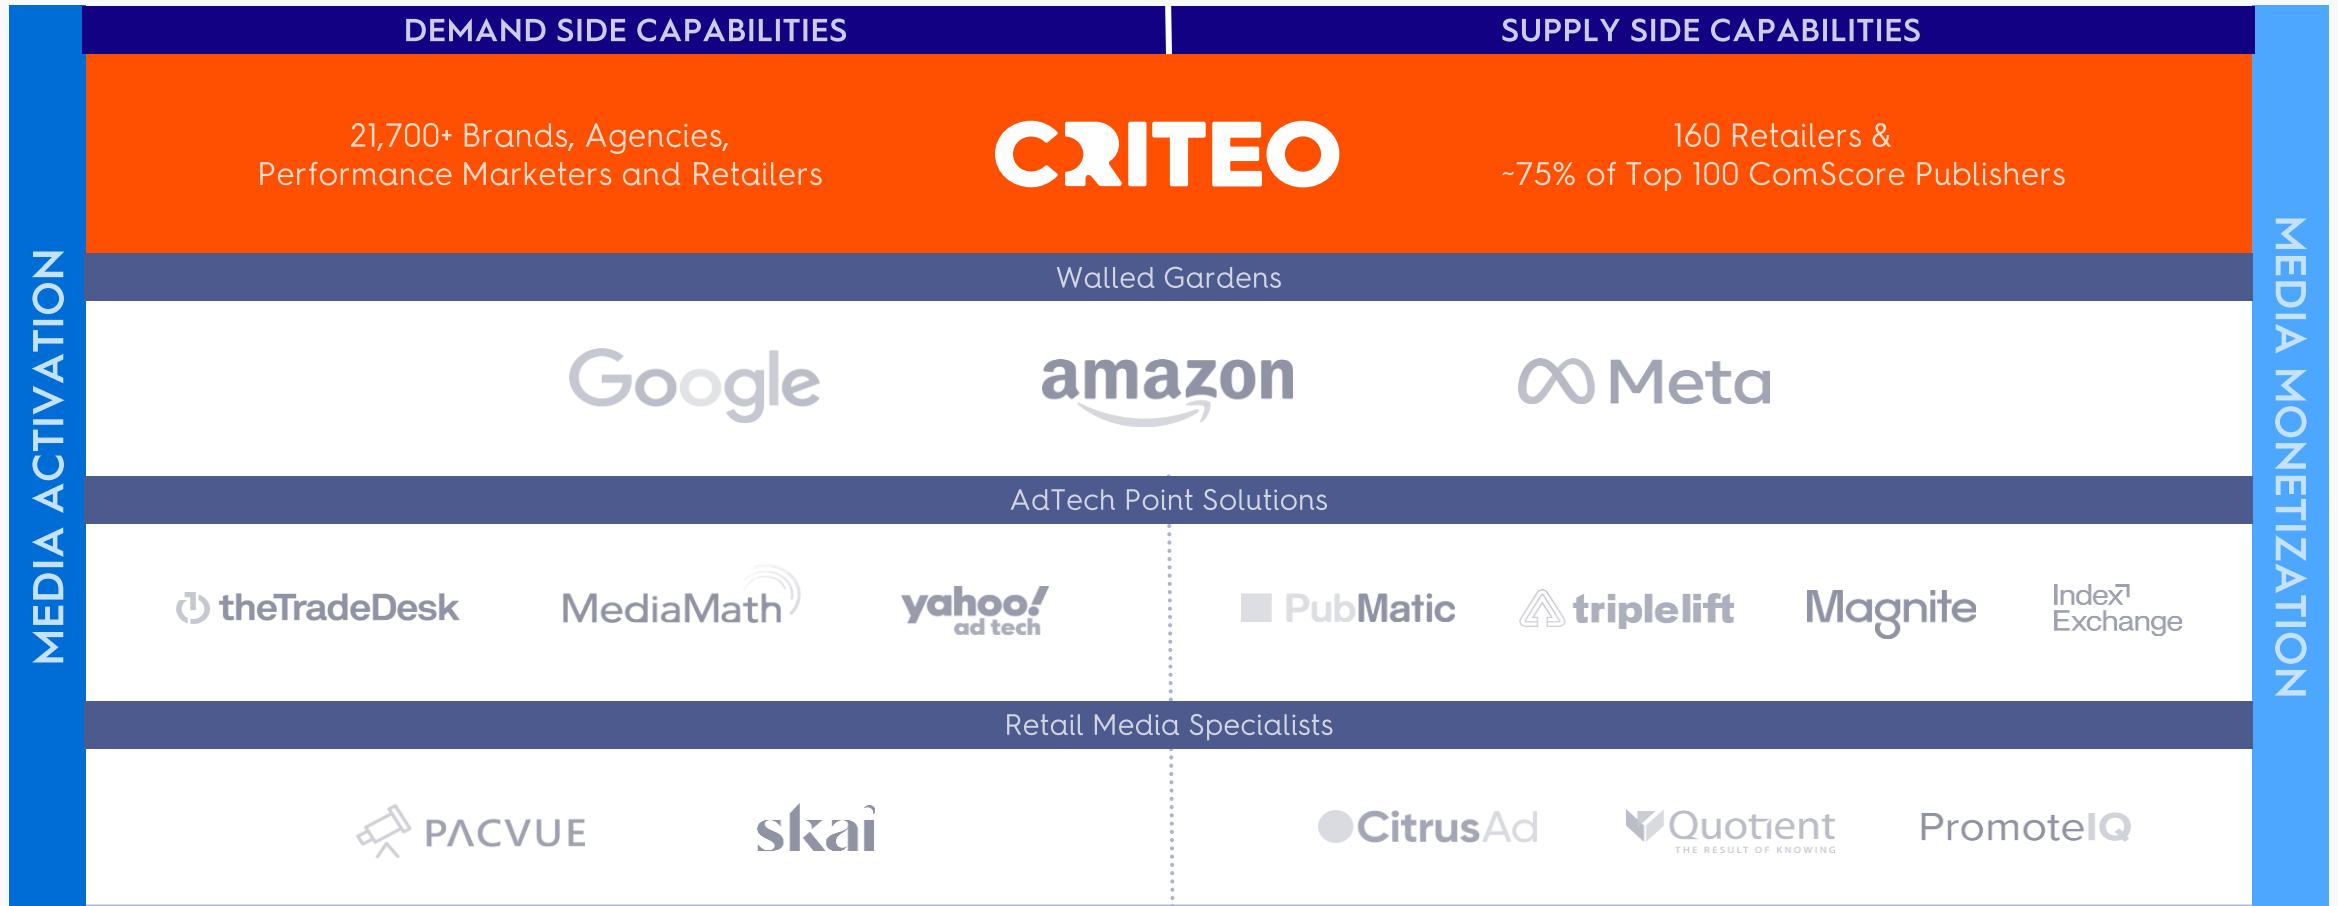 DEMAND SIDE CAPABILITIES
SUPPLY SIDE CAPABILITIES
MEDIA ACTIVATION
21,700+ Brands, Agencies,
Performance Marketers and Retailers
CRITEO
160 Retailers &
~75% of Top 100 ComScore Publishers
MEDIA MONETIZATION
Walled Gardens
Google
amazon
Meta
AdTech Point Solutions
theTradeDesk
MediaMath
yahoo!
ad tech
PubMatic
triplelift
Magnite
Index
Exchange
Retail Media Specialists
PACVUE
skai
CitrusAd
Quotient
THE RESULT OF KNOWING
PromoteIQ